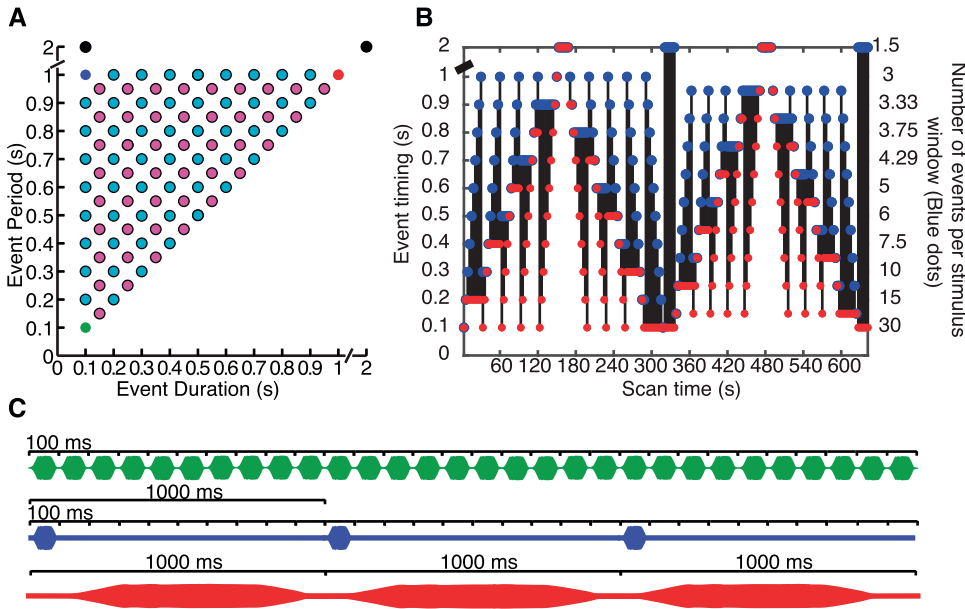 A
B
Event Period (s)
2
1
0.9
0.8
0.7
0.6
0.5
0.4
0.3
0.2
0.1
0
0.1 0.2 0.3 0.4 0.5 0.6 0.7 0.8 0.9 1 2
Event Duration (s)
Event timing (s)
2
1
0.9
0.8
0.7
0.6
0.5
0.4
0.3
0.2
0.1
0
60 120 180 240 300 360 420 480 540 600
Scan time (s)
1.5
3
3.33
3.75
4.29
5
6
7.5
10
15
30
Number of events per stimulus
window (Blue dots)
C
100 ms
1000 ms
100 ms
1000 ms 1000 ms 1000 ms